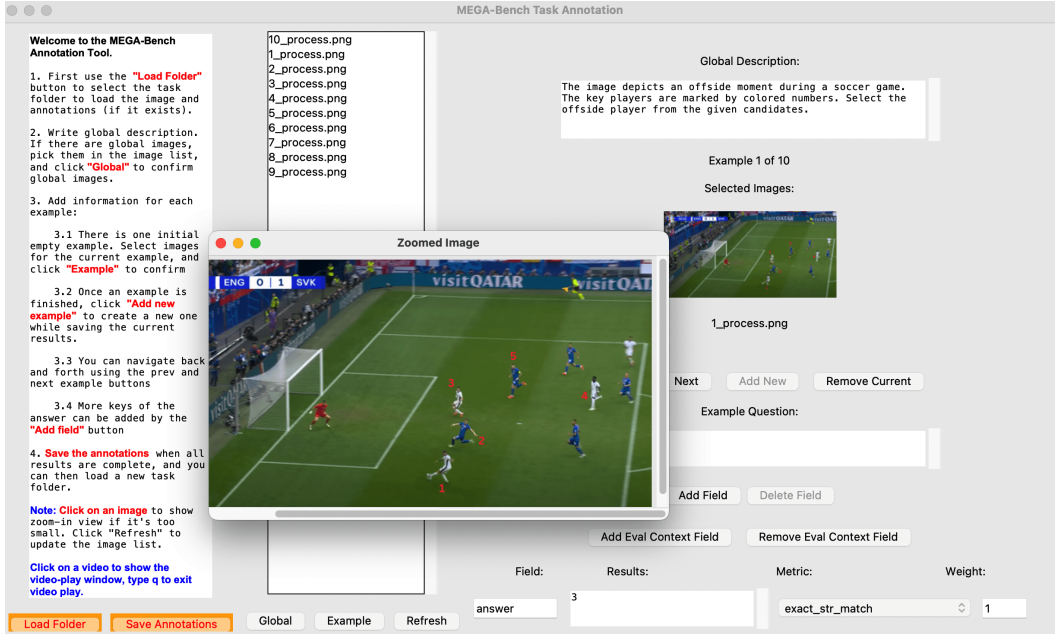 MEGA-Bench Task Annotation
Welcome to the MEGA-Bench
Annotation Tool.
1. First use the "Load Folder"
button to select the task
folder to load the image and
annotations (if it exists).
2. Write global description.
If there are global images,
pick them in the image list,
and click "Global" to confirm
global images.
3. Add information for each
example:
3.1 There is one initial
empty example. Select images
for the current example, and
click "Example" to confirm
3.2 Once an example is
finished, click "Add new
example" to create a new one
while saving the current
results.
3.3 You can navigate back
and forth using the prev and
next example buttons
3.4 More keys of the
answer can be added by the
"Add field" button
4. Save the annotations when all
results are complete, and you
can then load a new task
folder.
Note: Click on an image to show
zoom-in view if it's too
small. Click "Refresh" to
update the image list.
Click on a video to show the
video-play window, type q to exit
video play.
Load Folder
Save Annotations
10_process.png
1_process.png
2_process.png
3_process.png
4_process.png
5_process.png
6_process.png
7_process.png
8_process.png
9_process.png
Global
Example
Refresh
Zoomed Image
ENG 0 1 SVK
visit QATAR
visit QAT
5
3
4
2
1
Global Description:
The image depicts an offside moment during a soccer game.
The key players are marked by colored numbers. Select the
offside player from the given candidates.
Example 1 of 10
Selected Images:
1_process.png
Next
Add New
Remove Current
Example Question:
Add Field
Delete Field
Add Eval Context Field
Remove Eval Context Field
Field:
Results:
Metric:
Weight:
answer
3
exact_str_match
1